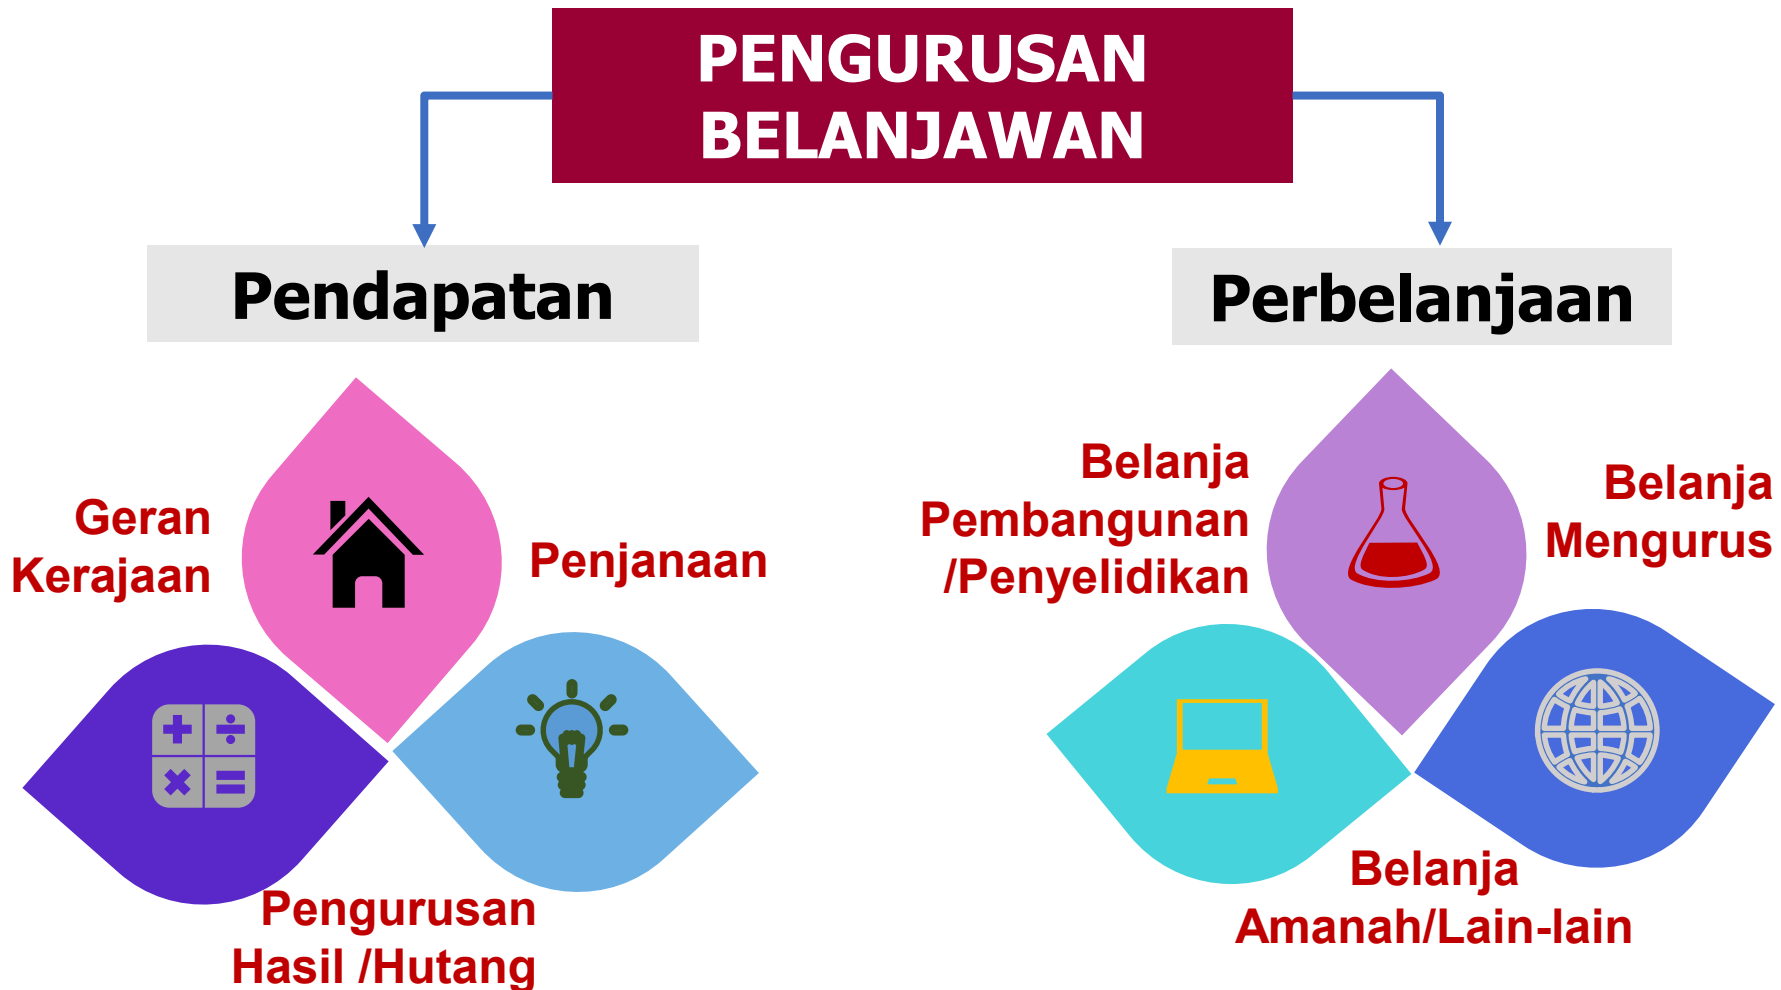 PENGURUSAN
BELANJAWAN
Pendapatan
Geran
Kerajaan
Penjanaan
Pengurusan
Hasil /Hutang
Perbelanjaan
Belanja
Pembangunan
/Penyelidikan
Belanja
Mengurus
Belanja
Amanah/Lain-lain